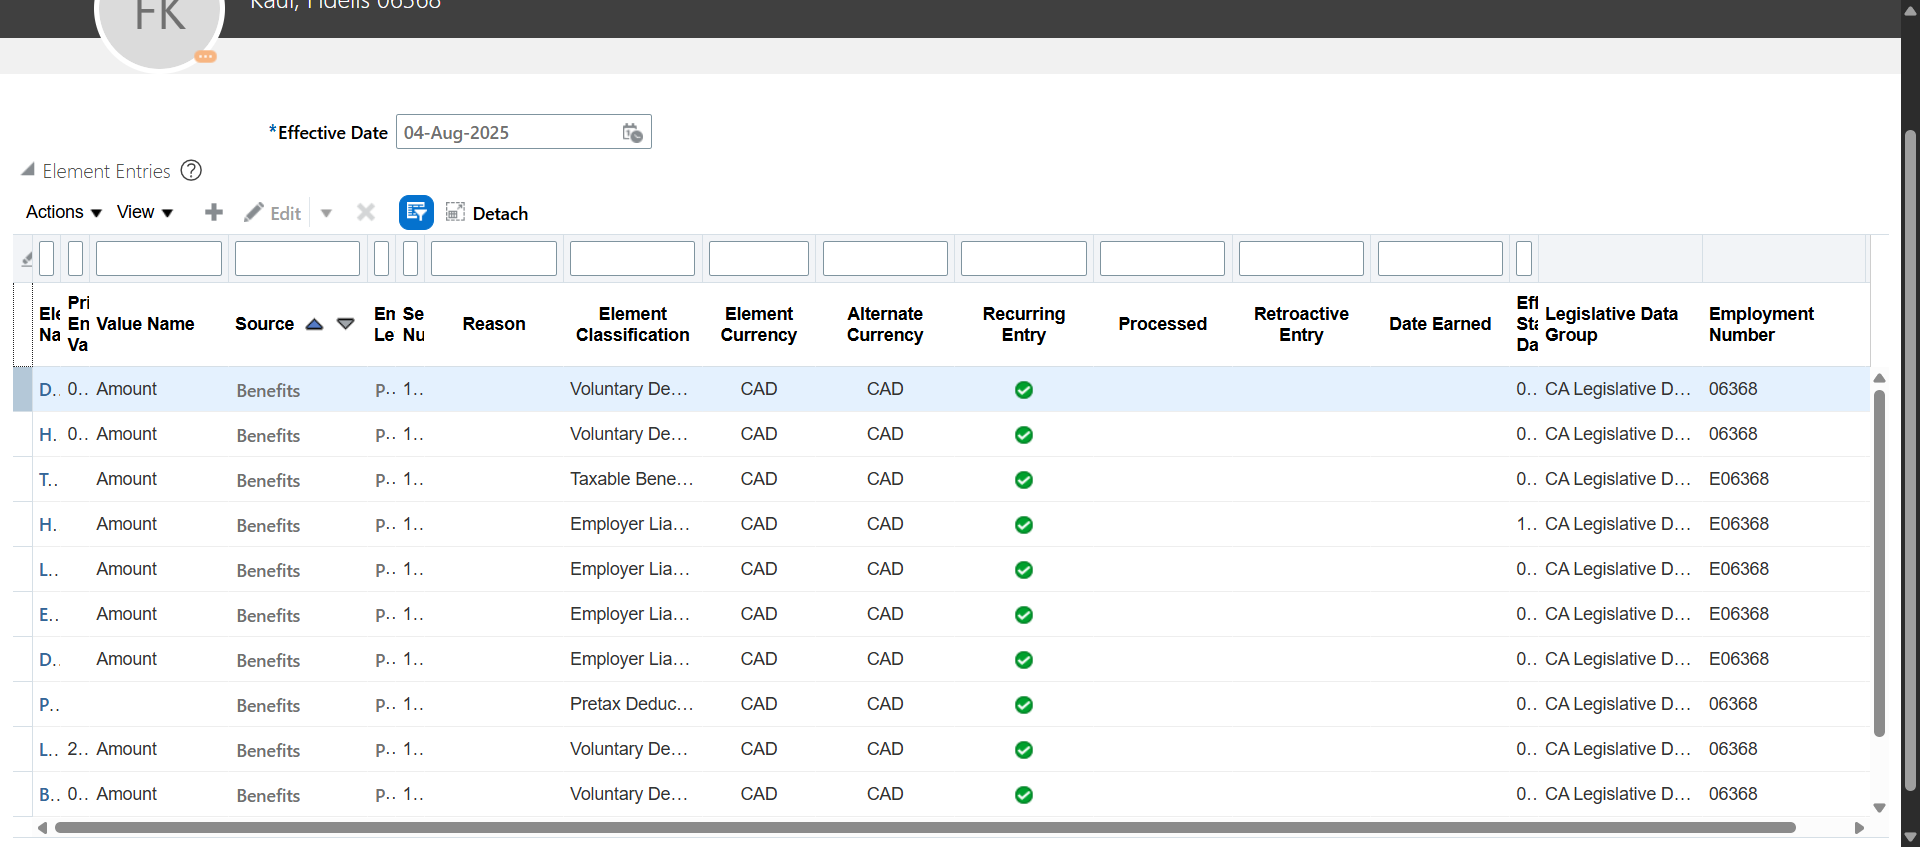 FK
Kaur, Fidelis 06368
*Effective Date 04-Aug-2025
Element Entries ?
Actions View Edit Detach
Ele Na
Pri En Va
Value Name
Source
En Le
Se Nu
Reason
Element Classification
Element Currency
Alternate Currency
Recurring Entry
Processed
Retroactive Entry
Date Earned
Eff Sta Da
Legislative Data Group
Employment Number
D.. 0.. Amount Benefits P.. 1.. Voluntary De... CAD CAD 0.. CA Legislative D... 06368
H. 0.. Amount Benefits P.. 1.. Voluntary De... CAD CAD 0.. CA Legislative D... 06368
T.. Amount Benefits P.. 1.. Taxable Bene... CAD CAD 0.. CA Legislative D... E06368
H. Amount Benefits P.. 1.. Employer Lia... CAD CAD 1.. CA Legislative D... E06368
L.. Amount Benefits P.. 1.. Employer Lia... CAD CAD 0.. CA Legislative D... E06368
E.. Amount Benefits P.. 1.. Employer Lia... CAD CAD 0.. CA Legislative D... E06368
D.. Amount Benefits P.. 1.. Employer Lia... CAD CAD 0.. CA Legislative D... E06368
P.. Benefits P.. 1.. Pretax Deduc... CAD CAD 0.. CA Legislative D... 06368
L.. 2.. Amount Benefits P.. 1.. Voluntary De... CAD CAD 0.. CA Legislative D... 06368
B.. 0.. Amount Benefits P.. 1.. Voluntary De... CAD CAD 0.. CA Legislative D... 06368